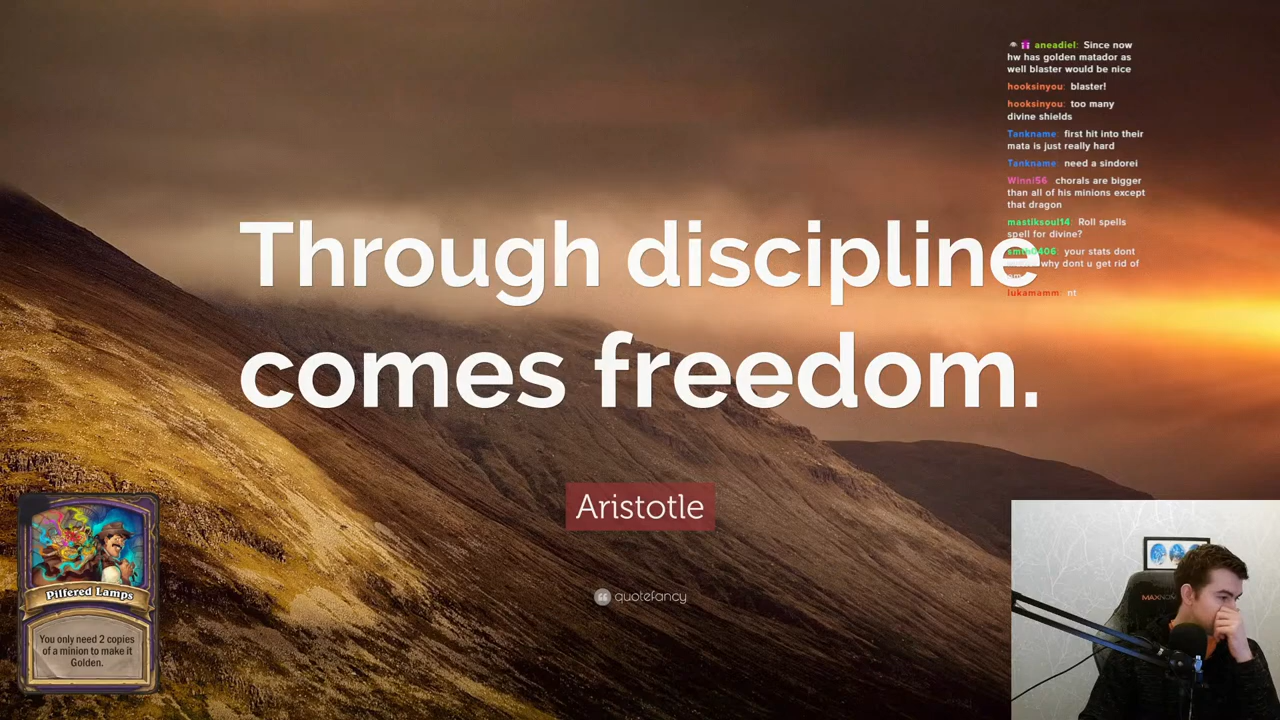 Through discipline
comes freedom.
Aristotle
quotefancy
aneadiel: Since now
hw has golden matador as
well blaster would be nice
hooksinyou: blaster!
hooksinyou: too many
divine shields
Tankname: first hit into their
mata is just really hard
Tankname: need a sindorei
Winni56: chorals are bigger
than all of his minions except
that dragon
mastiksoul14: Roll spells
spell for divine?
your stats dont
why dont u get rid of
lukamamm: nt
Pilfered Lamps
You only need 2 copies
of a minion to make it
Golden.